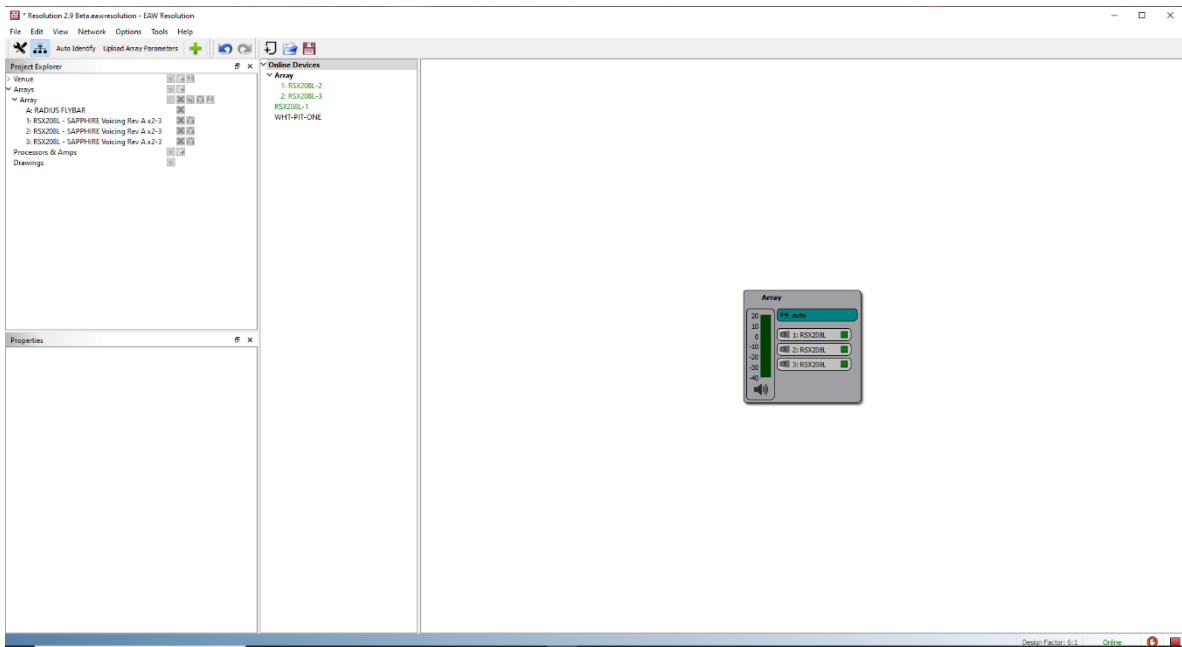 * Resolution 2.9 Beta.eawresolution - EAW Resolution
File Edit View Network Options Tools Help
Auto Identify Upload Array Parameters
Project Explorer
Venue
Arrays
Array
A: RADIUS FLYBAR
1: RSX208L - SAPPHIRE Voicing Rev A x2-3
2: RSX208L - SAPPHIRE Voicing Rev A x2-3
3: RSX208L - SAPPHIRE Voicing Rev A x2-3
Processors & Amps
Drawings
Properties
Online Devices
Array
1: RSX208L-2
2: RSX208L-3
RSX208L-1
WHT-PIT-ONE
Array
20
10
0
-10
-20
-30
-40
auto
1: RSX208L
2: RSX208L
3: RSX208L
Design Factor: 6:1 Online